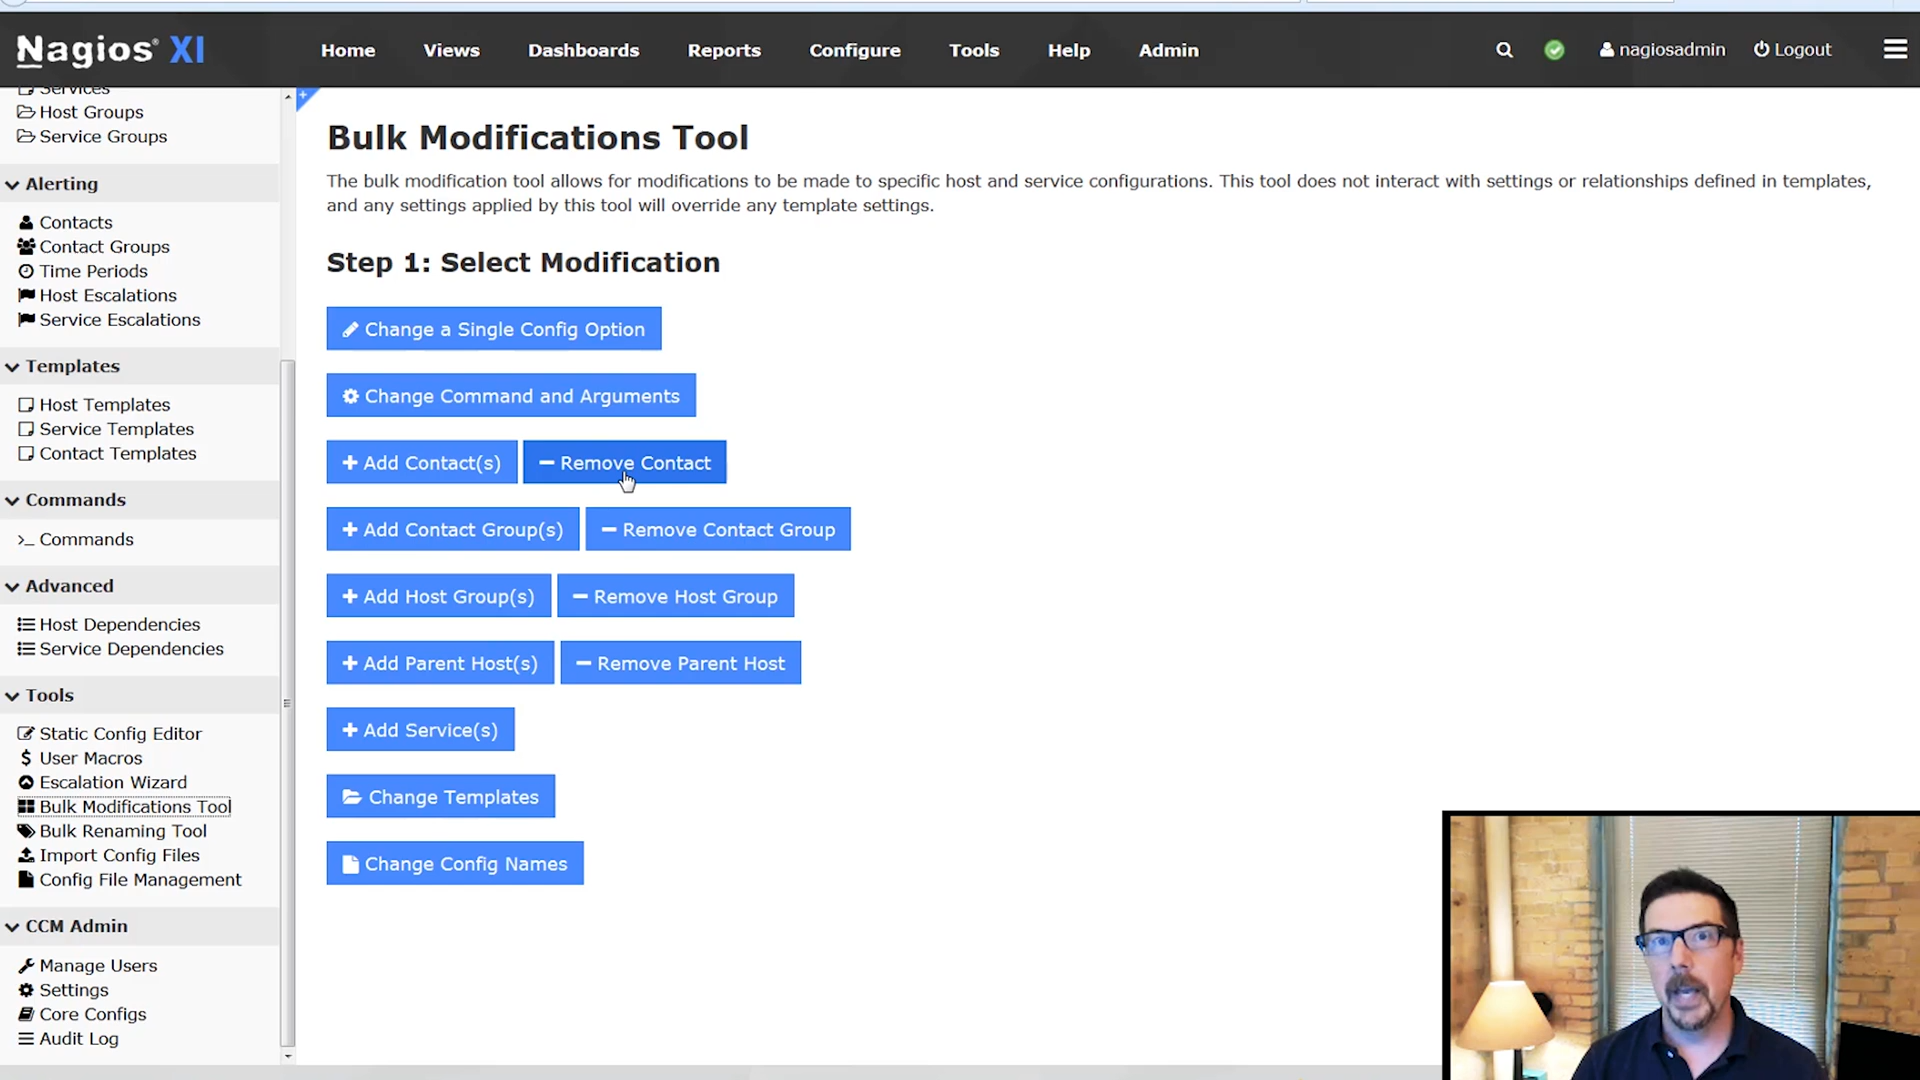 Nagios® XI
Home
Views
Dashboards
Reports
Configure
Tools
Help
Admin
nagiosadmin
Logout
Services
Host Groups
Service Groups
Alerting
Contacts
Contact Groups
Time Periods
Host Escalations
Service Escalations
Templates
Host Templates
Service Templates
Contact Templates
Commands
>_ Commands
Advanced
Host Dependencies
Service Dependencies
Tools
Static Config Editor
$ User Macros
Escalation Wizard
Bulk Modifications Tool
Bulk Renaming Tool
Import Config Files
Config File Management
CCM Admin
Manage Users
Settings
Core Configs
Audit Log
Bulk Modifications Tool
The bulk modification tool allows for modifications to be made to specific host and service configurations. This tool does not interact with settings or relationships defined in templates,
and any settings applied by this tool will override any template settings.
Step 1: Select Modification
Change a Single Config Option
Change Command and Arguments
+ Add Contact(s)
− Remove Contact
+ Add Contact Group(s)
− Remove Contact Group
+ Add Host Group(s)
− Remove Host Group
+ Add Parent Host(s)
− Remove Parent Host
+ Add Service(s)
Change Templates
Change Config Names